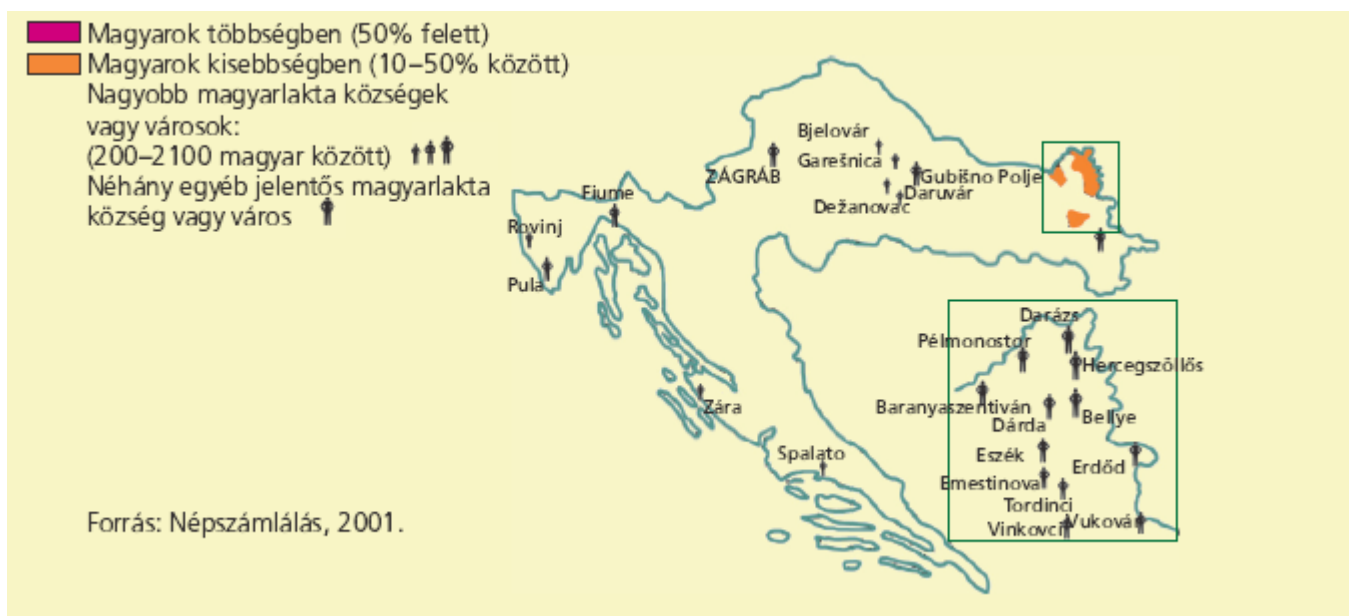 Magyarok többségben (50% felett)
Magyarok kisebbségben (10–50% között)
Nagyobb magyarlakta községek
vagy városok:
(200–2100 magyar között)
Néhány egyéb jelentős magyarlakta
község vagy város
Bjelovár
ZÁGRÁB
Garešnica
Gubišno Polje
Daruvár
Dežanovac
Fiume
Rovinj
Pula
Zára
Spalato
Darázs
Pélmonostor
Hercegszöllős
Baranyaszentiván
Dárda
Bellye
Eszék
Erdőd
Ernestinova
Tordinci
Vinkovci
Vukovár
Forrás: Népszámlálás, 2001.